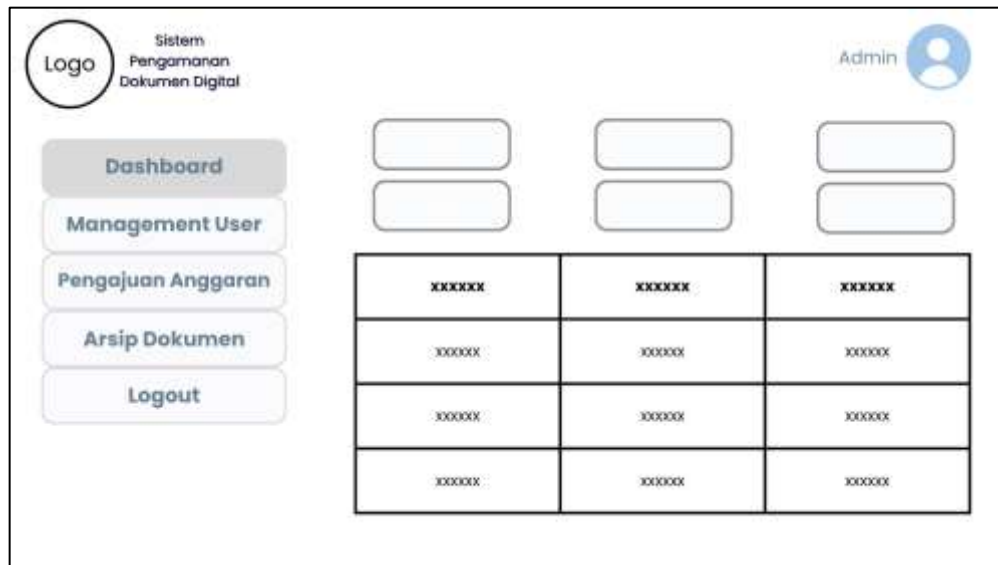 Logo
Sistem
Pengamanan
Dokumen Digital
Admin
Dashboard
Management User
Pengajuan Anggaran
Arsip Dokumen
Logout
xxxxxx xxxxxx xxxxxx
xxxxxx xxxxxx xxxxxx
xxxxxx xxxxxx xxxxxx
xxxxxx xxxxxx xxxxxx